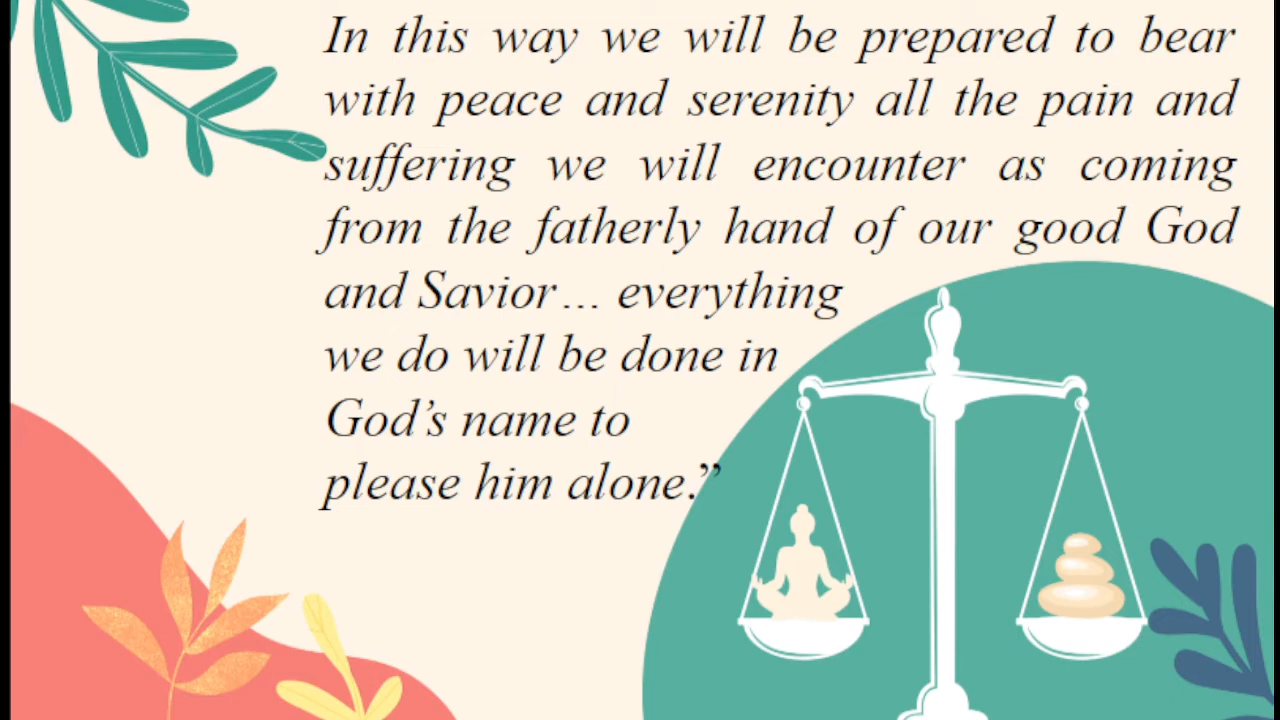 In this way we will be prepared to bear
with peace and serenity all the pain and
suffering we will encounter as coming
from the fatherly hand of our good God
and Savior… everything
we do will be done in
God’s name to
please him alone.”